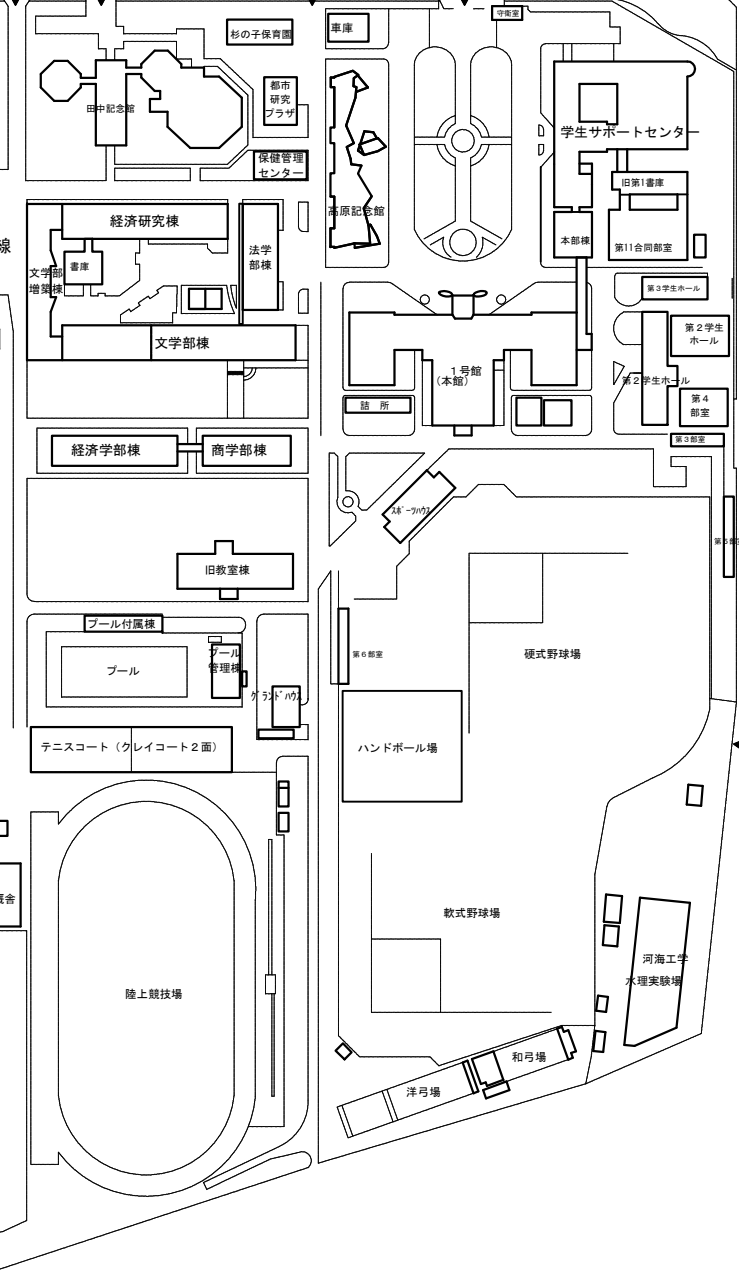 守衛室
杉の子保育園
車庫
都市
研究
プラザ
田中記念館
学生サポートセンター
保健管理
センター
旧第1書庫
高原記念館
経済研究棟
本部棟
第11合同部室
線
法学
部棟
書庫
文学部
増築棟
第3学生ホール
第2学生
ホール
文学部棟
1号館
(本館)
第2学生ホール
第4
部室
詰 所
第3部室
経済学部棟
商学部棟
スポーツハウス
旧教室棟
プール付属棟
プール
管理棟
プール
第6部室
硬式野球場
グランドハウス
テニスコート(クレイコート2面)
ハンドボール場
軟式野球場
河海工学
水理実験場
陸上競技場
和弓場
洋弓場